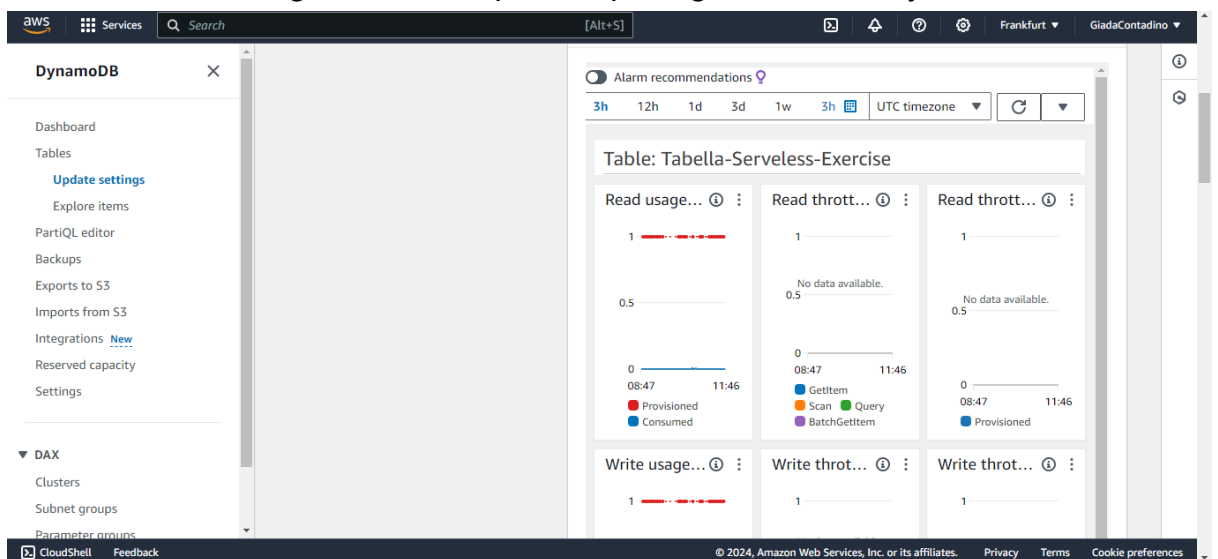 aws Services Search [Alt+S] Frankfurt ▼ GiadaContadino ▼
DynamoDB
Dashboard
Tables
Update settings
Explore items
PartiQL editor
Backups
Exports to S3
Imports from S3
Integrations New
Reserved capacity
Settings
▼ DAX
Clusters
Subnet groups
Parameter groups
Alarm recommendations
3h 12h 1d 3d 1w 3h UTC timezone ▼
Table: Tabella-Serveless-Exercise
Read usage...
1
0.5
0
08:47 11:46
Provisioned
Consumed
Read thrott...
1
No data available.
0.5
0
08:47 11:46
GetItem
Scan Query
BatchGetItem
Read thrott...
1
No data available.
0.5
0
08:47 11:46
Provisioned
Write usage...
1
Write throt...
1
Write throt...
1
CloudShell Feedback © 2024, Amazon Web Services, Inc. or its affiliates. Privacy Terms Cookie preferences